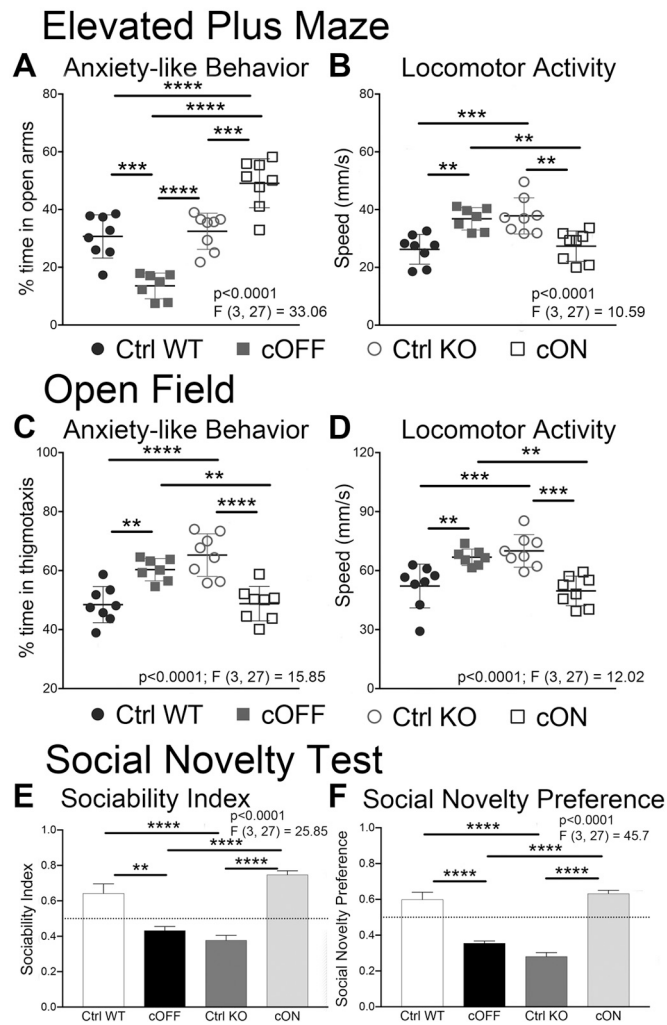 Elevated Plus Maze
A Anxiety-like Behavior
B Locomotor Activity
% time in open arms
80
60
40
20
0
****
****
***
***
****
p<0.0001
F (3, 27) = 33.06
Speed (mm/s)
80
60
40
20
0
***
**
**
**
p<0.0001
F (3, 27) = 10.59
Ctrl WT cOFF Ctrl KO cON
Open Field
C Anxiety-like Behavior
D Locomotor Activity
% time in thigmotaxis
100
80
60
40
20
****
**
**
****
p<0.0001; F (3, 27) = 15.85
Speed (mm/s)
120
90
60
30
0
**
***
**
***
p<0.0001; F (3, 27) = 12.02
Ctrl WT cOFF Ctrl KO cON
Social Novelty Test
E Sociability Index
F Social Novelty Preference
p<0.0001
F (3, 27) = 25.85
Sociability Index
1.0
0.8
0.6
0.4
0.2
0.0
****
****
**
****
Ctrl WT cOFF Ctrl KO cON
p<0.0001
F (3, 27) = 45.7
Social Novelty Preference
1.0
0.8
0.6
0.4
0.2
0.0
****
****
****
****
Ctrl WT cOFF Ctrl KO cON